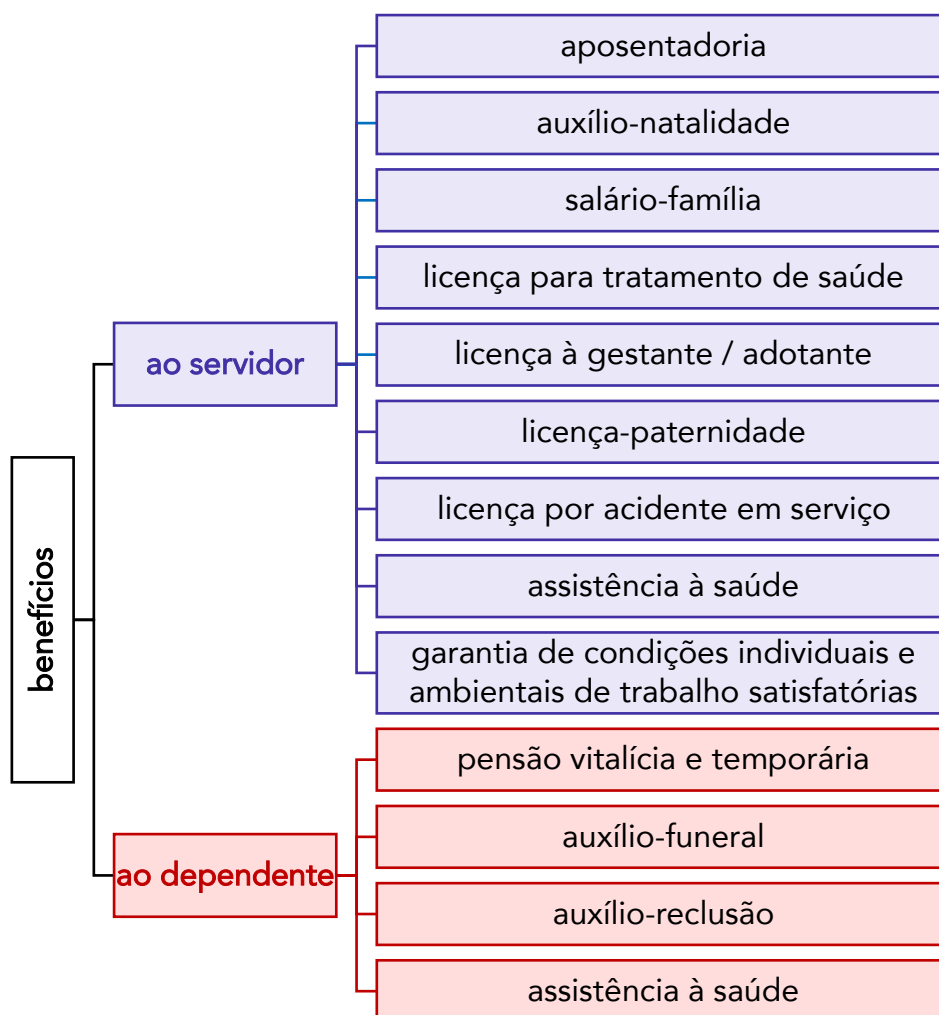 benefícios
ao servidor
aposentadoria
auxílio-natalidade
salário-família
licença para tratamento de saúde
licença à gestante / adotante
licença-paternidade
licença por acidente em serviço
assistência à saúde
garantia de condições individuais e
ambientais de trabalho satisfatórias
ao dependente
pensão vitalícia e temporária
auxílio-funeral
auxílio-reclusão
assistência à saúde